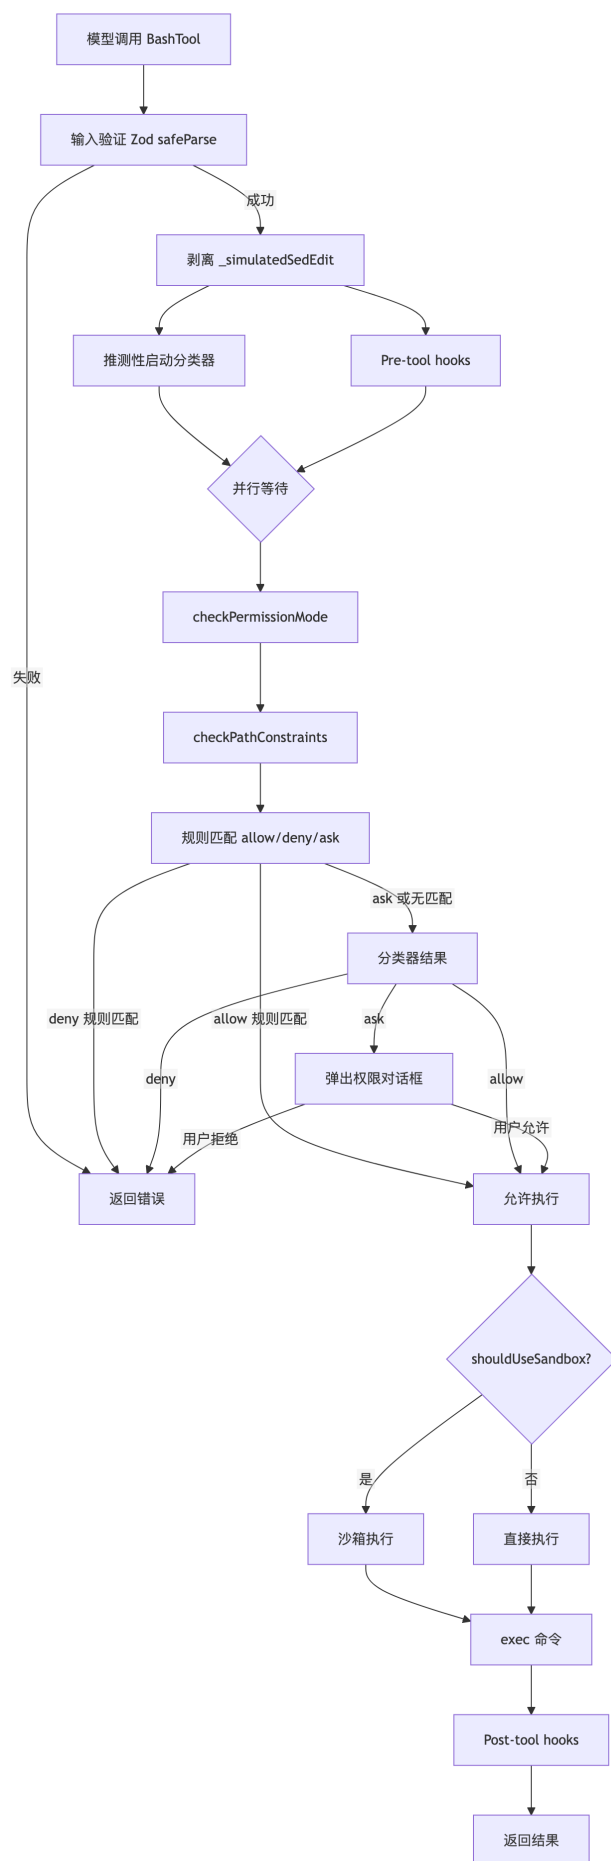 模型调用 BashTool
输入验证 Zod safeParse
成功
剥离 _simulatedSedEdit
推测性启动分类器
Pre-tool hooks
并行等待
checkPermissionMode
失败
checkPathConstraints
规则匹配 allow/deny/ask
ask 或无匹配
分类器结果
deny 规则匹配
allow 规则匹配
ask
deny
allow
弹出权限对话框
用户拒绝
用户允许
返回错误
允许执行
shouldUseSandbox?
是
否
沙箱执行
直接执行
exec 命令
Post-tool hooks
返回结果